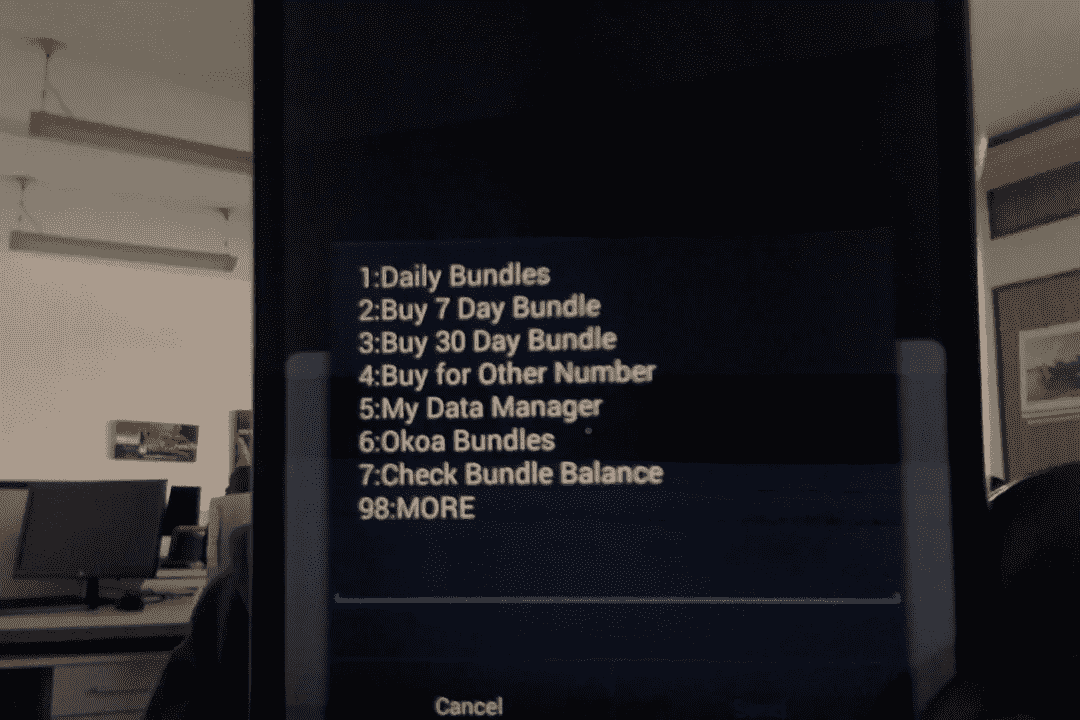 1:Daily Bundles
2:Buy 7 Day Bundle
3:Buy 30 Day Bundle
4:Buy for Other Number
5:My Data Manager
6:Okoa Bundles
7:Check Bundle Balance
98:MORE
Cancel